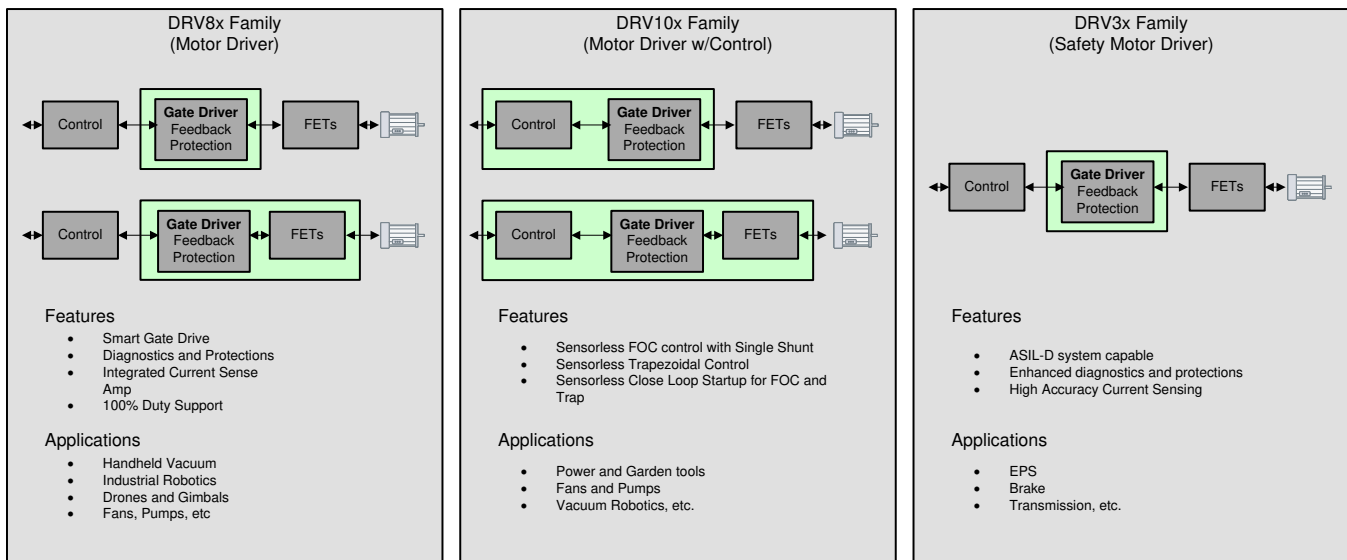 DRV8x Family
(Motor Driver)
Control
Gate Driver
Feedback
Protection
FETs
Control
Gate Driver
Feedback
Protection
FETs
Features
• Smart Gate Drive
• Diagnostics and Protections
• Integrated Current Sense
Amp
• 100% Duty Support
Applications
• Handheld Vacuum
• Industrial Robotics
• Drones and Gimbals
• Fans, Pumps, etc
DRV10x Family
(Motor Driver w/Control)
Control
Gate Driver
Feedback
Protection
FETs
Control
Gate Driver
Feedback
Protection
FETs
Features
• Sensorless FOC control with Single Shunt
• Sensorless Trapezoidal Control
• Sensorless Close Loop Startup for FOC and
Trap
Applications
• Power and Garden tools
• Fans and Pumps
• Vacuum Robotics, etc.
DRV3x Family
(Safety Motor Driver)
Control
Gate Driver
Feedback
Protection
FETs
Features
• ASIL-D system capable
• Enhanced diagnostics and protections
• High Accuracy Current Sensing
Applications
• EPS
• Brake
• Transmission, etc.